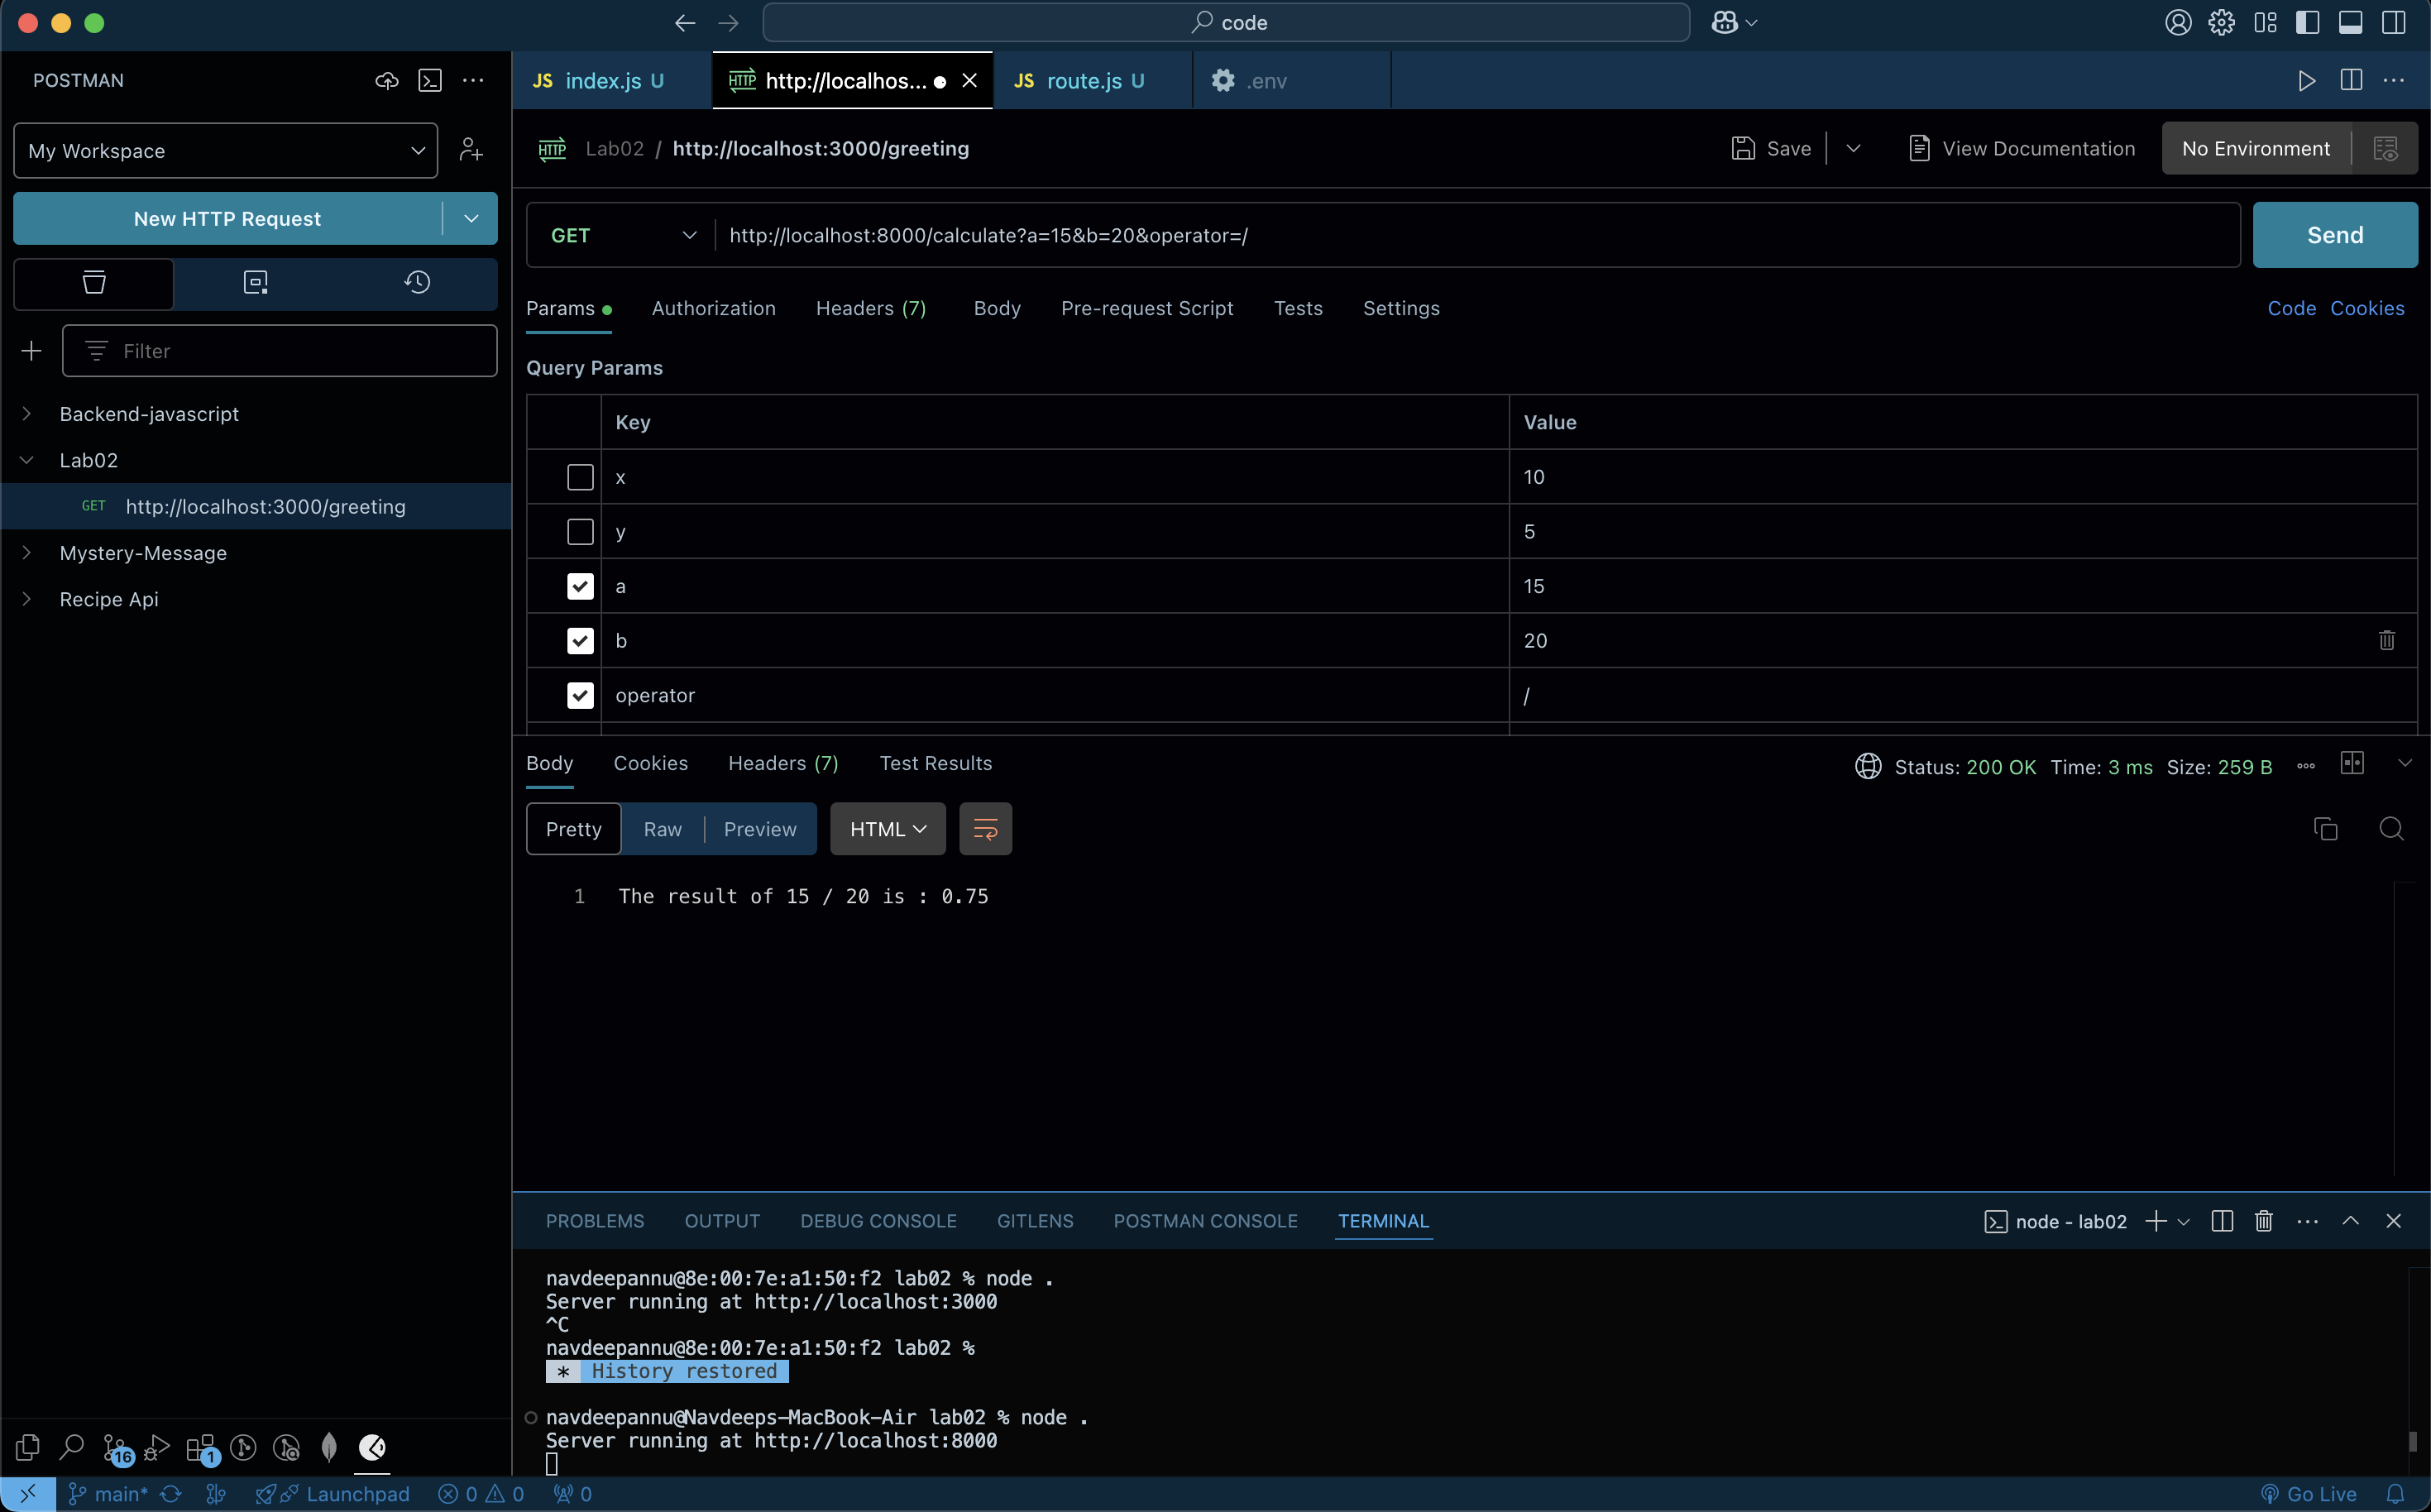 code
POSTMAN
JS index.js U
HTTP http://localhos...
JS route.js U
.env
My Workspace
HTTP Lab02 / http://localhost:3000/greeting
Save
View Documentation
No Environment
New HTTP Request
GET http://localhost:8000/calculate?a=15&b=20&operator=/
Send
Params Authorization Headers (7) Body Pre-request Script Tests Settings
Code Cookies
Filter
Query Params
Backend-javascript
Lab02
GET http://localhost:3000/greeting
Mystery-Message
Recipe Api
Key Value
x 10
y 5
a 15
b 20
operator /
Body Cookies Headers (7) Test Results
Status: 200 OK Time: 3 ms Size: 259 B
Pretty Raw Preview HTML
1 The result of 15 / 20 is : 0.75
PROBLEMS OUTPUT DEBUG CONSOLE GITLENS POSTMAN CONSOLE TERMINAL
node - lab02
navdeepannu@8e:00:7e:a1:50:f2 lab02 % node .
Server running at http://localhost:3000
^C
navdeepannu@8e:00:7e:a1:50:f2 lab02 %
* History restored
navdeepannu@Navdeeps-MacBook-Air lab02 % node .
Server running at http://localhost:8000
16 1
main* Launchpad 0 0 0
Go Live